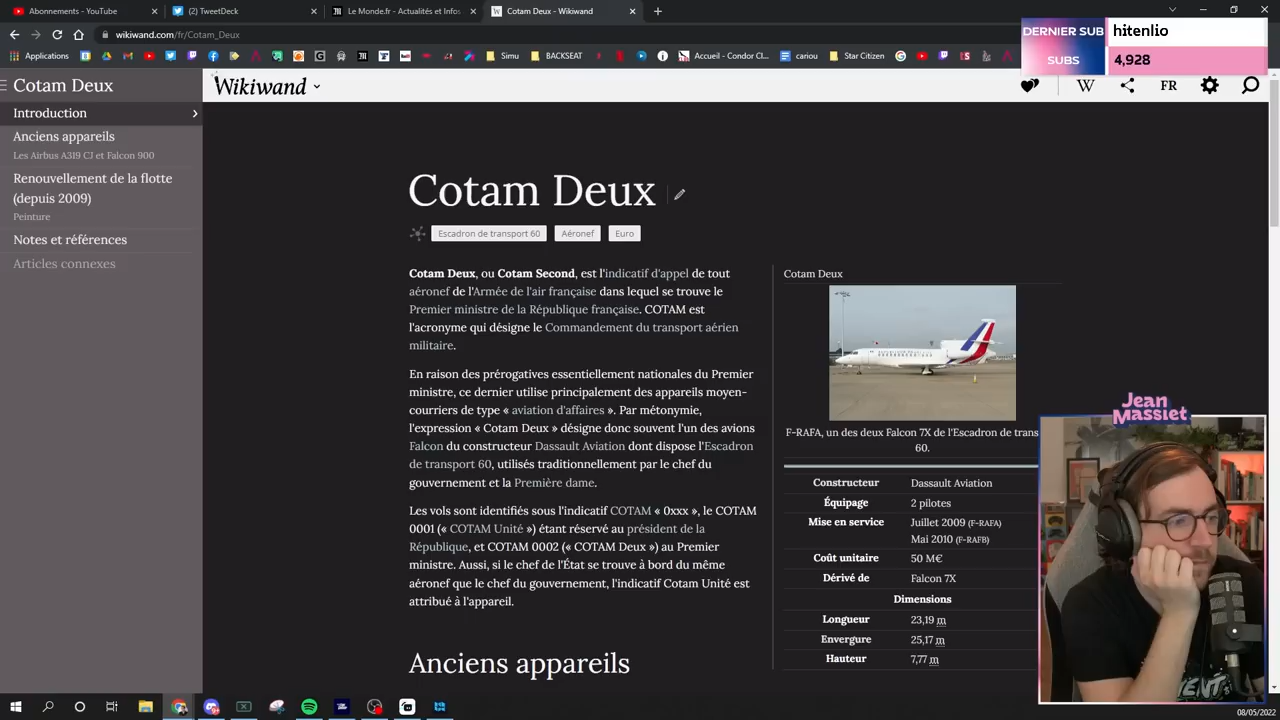 Abonnements - YouTube
(2) TweetDeck
Le Monde.fr - Actualités et Infos
Cotam Deux - Wikiwand
wikiwand.com/fr/Cotam_Deux
Applications
Simu
BACKSEAT
Accueil - Condor Cl...
cariou
Star Citizen
DERNIER SUB
hitenlio
SUBS
4,928
Cotam Deux
Wikiwand
W
FR
Introduction
Anciens appareils
Les Airbus A319 CJ et Falcon 900
Renouvellement de la flotte
(depuis 2009)
Peinture
Notes et références
Articles connexes
Cotam Deux
Escadron de transport 60
Aéronef
Euro
Cotam Deux, ou Cotam Second, est l'indicatif d'appel de tout
aéronef de l'Armée de l'air française dans lequel se trouve le
Premier ministre de la République française. COTAM est
l'acronyme qui désigne le Commandement du transport aérien
militaire.
En raison des prérogatives essentiellement nationales du Premier
ministre, ce dernier utilise principalement des appareils moyen-
courriers de type « aviation d'affaires ». Par métonymie,
l'expression « Cotam Deux » désigne donc souvent l'un des avions
Falcon du constructeur Dassault Aviation dont dispose l'Escadron
de transport 60, utilisés traditionnellement par le chef du
gouvernement et la Première dame.
Les vols sont identifiés sous l'indicatif COTAM « 0xxx », le COTAM
0001 (« COTAM Unité ») étant réservé au président de la
République, et COTAM 0002 (« COTAM Deux ») au Premier
ministre. Aussi, si le chef de l'État se trouve à bord du même
aéronef que le chef du gouvernement, l'indicatif Cotam Unité est
attribué à l'appareil.
Anciens appareils
Cotam Deux
F-RAFA, un des deux Falcon 7X de l'Escadron de trans
60.
Constructeur Dassault Aviation
Équipage 2 pilotes
Mise en service Juillet 2009 (F-RAFA)
Mai 2010 (F-RAFB)
Coût unitaire 50 M€
Dérivé de Falcon 7X
Dimensions
Longueur 23,19 m
Envergure 25,17 m
Hauteur 7,77 m
Jean
Massiet
08/05/2022